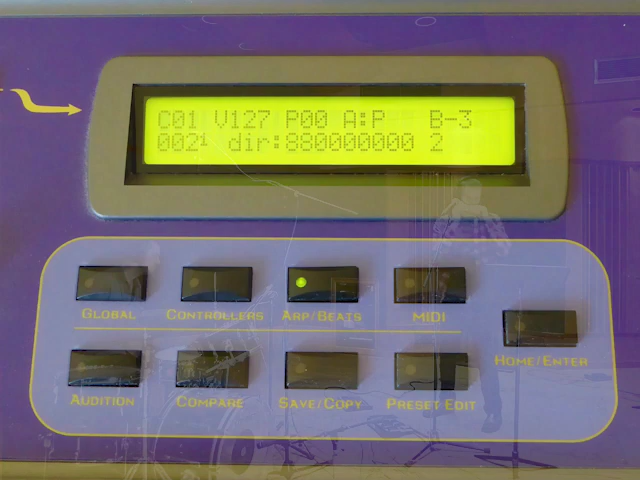 C01 V127 P00 A:P B-3
002¹ dir:880000000 2
GLOBAL CONTROLLERS ARP/BEATS MIDI
HOME/ENTER
AUDITION COMPARE SAVE/COPY PRESET EDIT